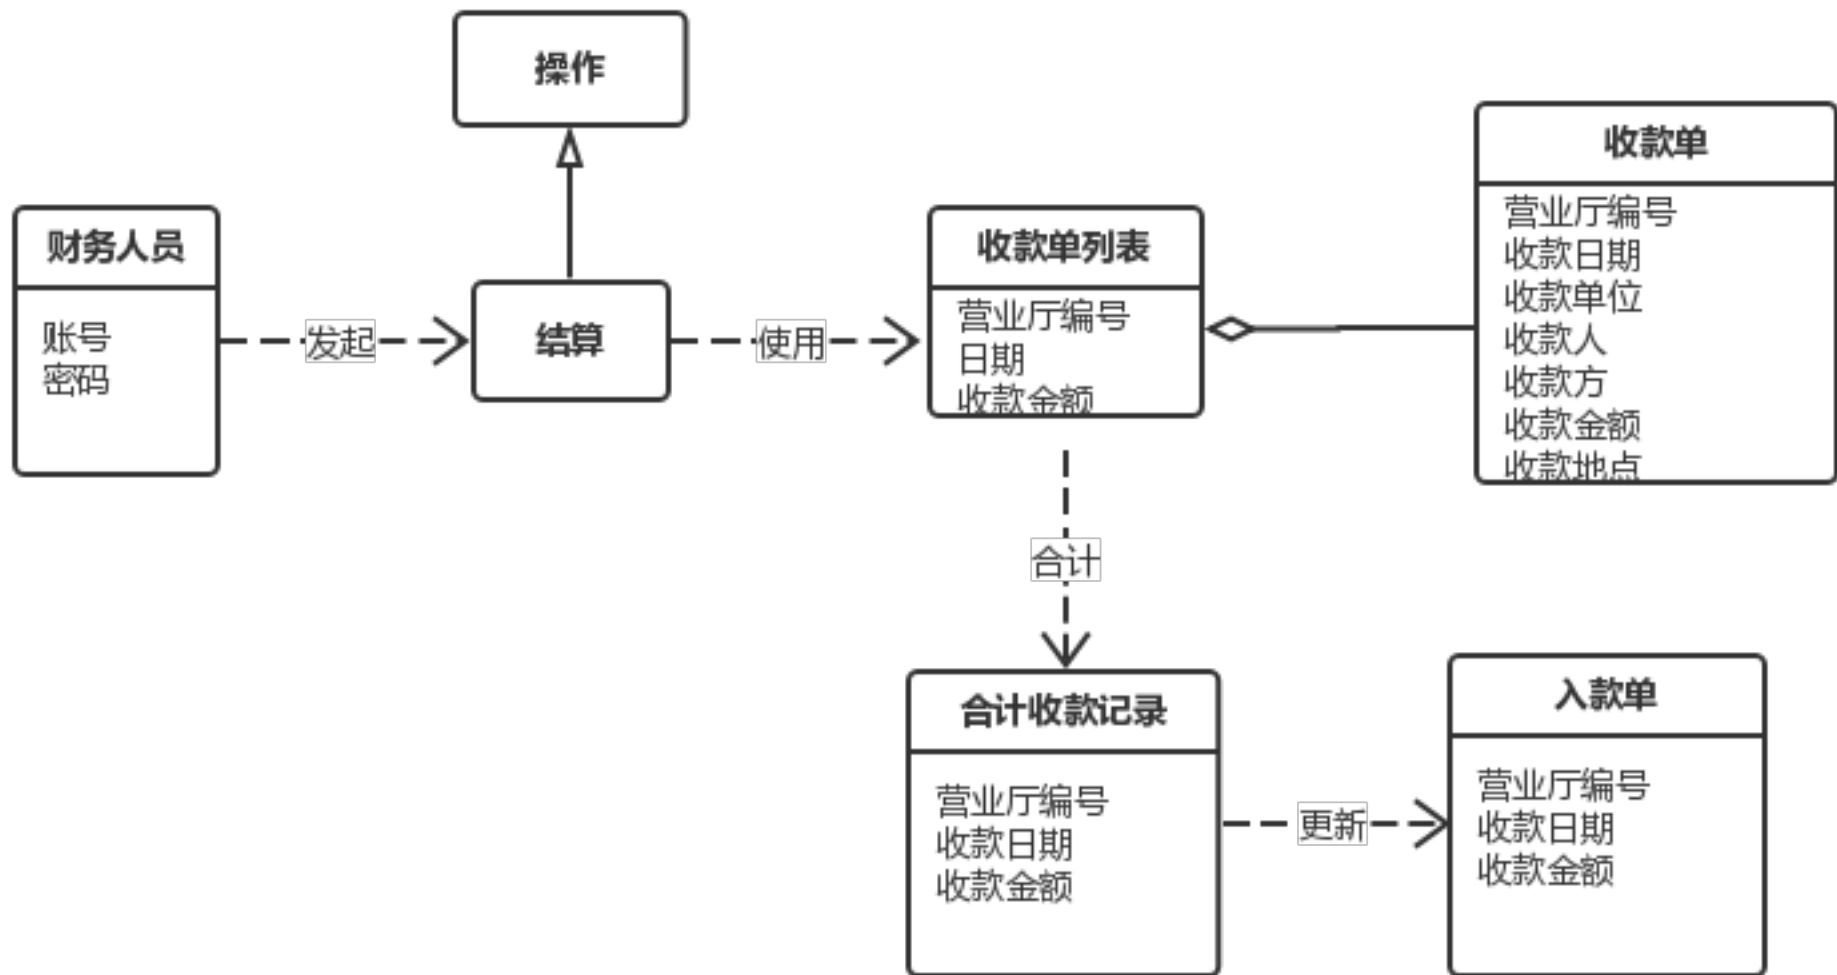 操作
财务人员
账号
密码
发起
结算
使用
收款单列表
营业厅编号
日期
收款金额
收款单
营业厅编号
收款日期
收款单位
收款人
收款方
收款金额
收款地点
合计
合计收款记录
营业厅编号
收款日期
收款金额
更新
入款单
营业厅编号
收款日期
收款金额